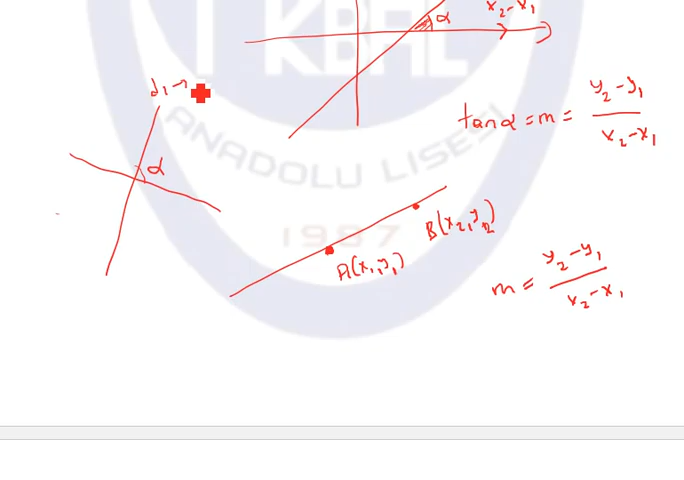 x₂-x₁
α
tanα = m = y₂-y₁ / x₂-x₁
d₁→
α
B(x₂,y₂)
A(x₁,y₁)
m = y₂-y₁ / x₂-x₁
KBAL
ANADOLU LİSESİ
1987